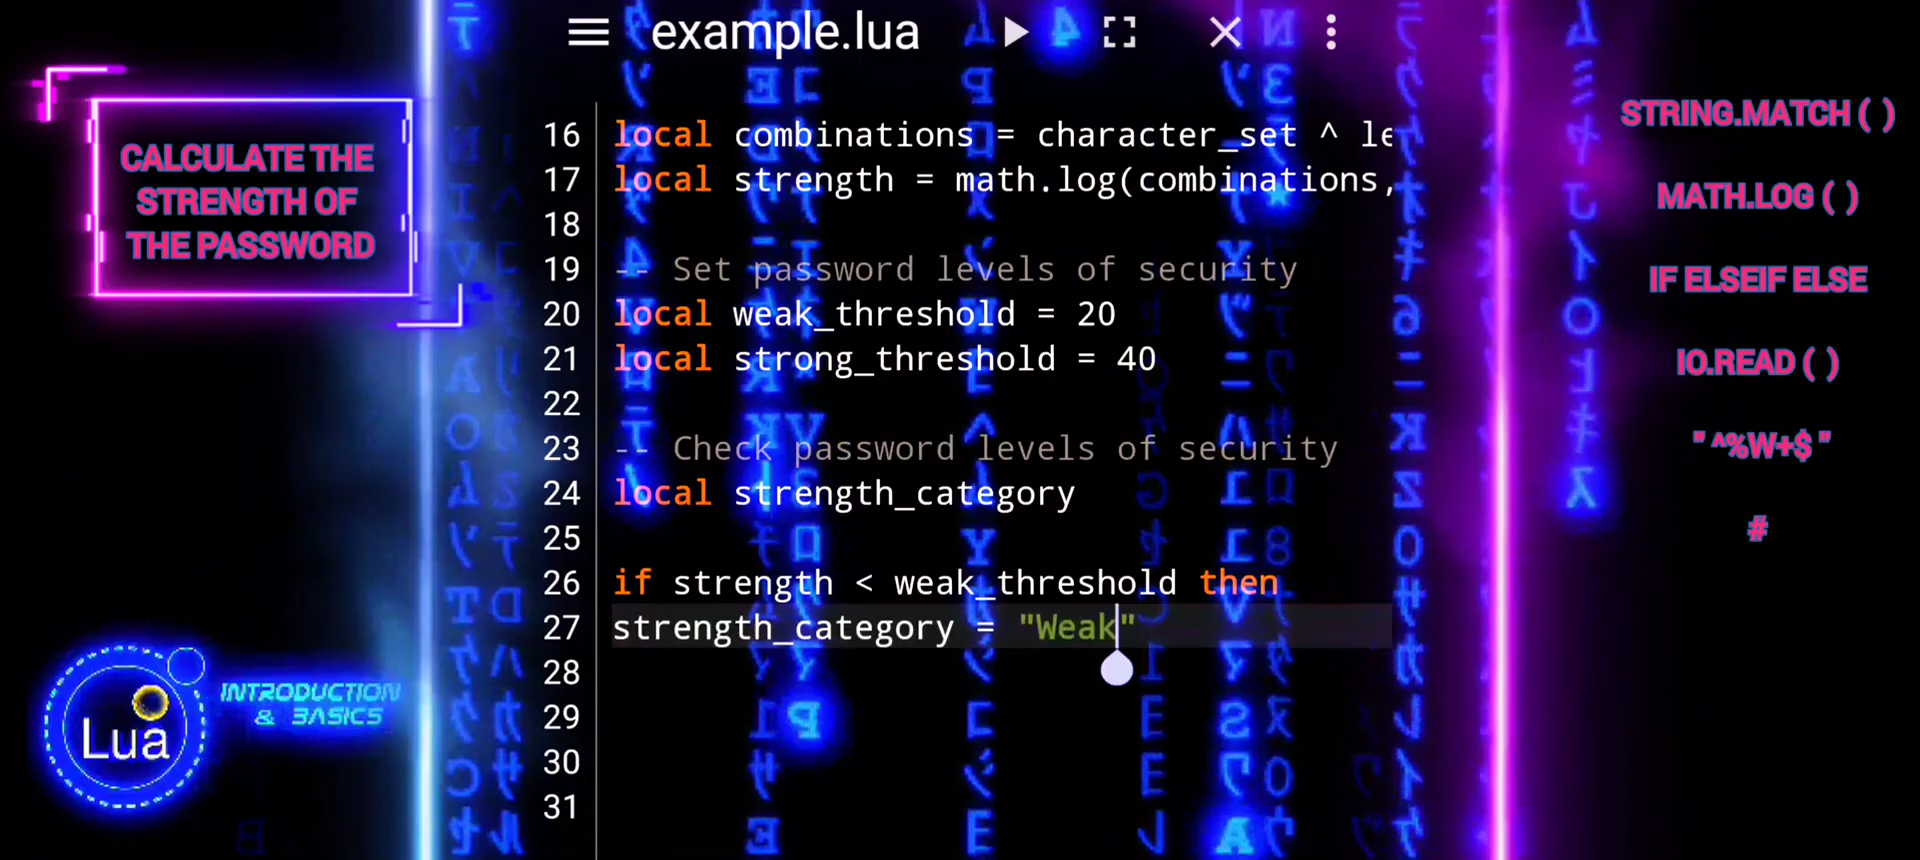 example.lua
CALCULATE THE
STRENGTH OF
THE PASSWORD
16 local combinations = character_set ^ le
17 local strength = math.log(combinations,
18
19 -- Set password levels of security
20 local weak_threshold = 20
21 local strong_threshold = 40
22
23 -- Check password levels of security
24 local strength_category
25
26 if strength < weak_threshold then
27 strength_category = "Weak"
28
29
30
31
STRING.MATCH ( )
MATH.LOG ( )
IF ELSEIF ELSE
IO.READ ( )
" ^%W+$ "
#
Lua
INTRODUCTION
& BASICS